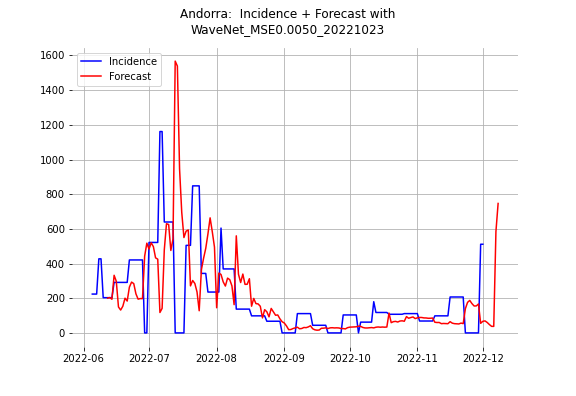 Andorra:  Incidence + Forecast with
WaveNet_MSE0.0050_20221023
Incidence
Forecast
1600
1400
1200
1000
800
600
400
200
0
2022-06 2022-07 2022-08 2022-09 2022-10 2022-11 2022-12